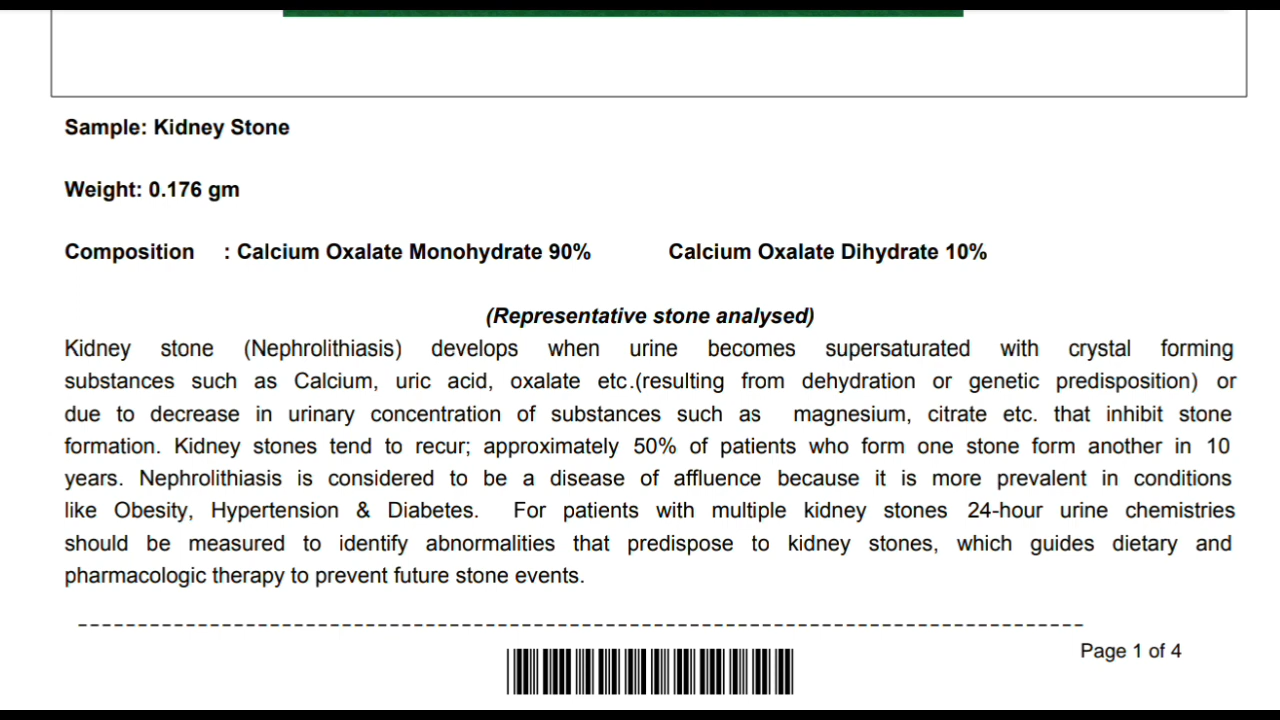 Sample: Kidney Stone
Weight: 0.176 gm
Composition : Calcium Oxalate Monohydrate 90% Calcium Oxalate Dihydrate 10%
(Representative stone analysed)
Kidney stone (Nephrolithiasis) develops when urine becomes supersaturated with crystal forming
substances such as Calcium, uric acid, oxalate etc.(resulting from dehydration or genetic predisposition) or
due to decrease in urinary concentration of substances such as magnesium, citrate etc. that inhibit stone
formation. Kidney stones tend to recur; approximately 50% of patients who form one stone form another in 10
years. Nephrolithiasis is considered to be a disease of affluence because it is more prevalent in conditions
like Obesity, Hypertension & Diabetes. For patients with multiple kidney stones 24-hour urine chemistries
should be measured to identify abnormalities that predispose to kidney stones, which guides dietary and
pharmacologic therapy to prevent future stone events.
Page 1 of 4